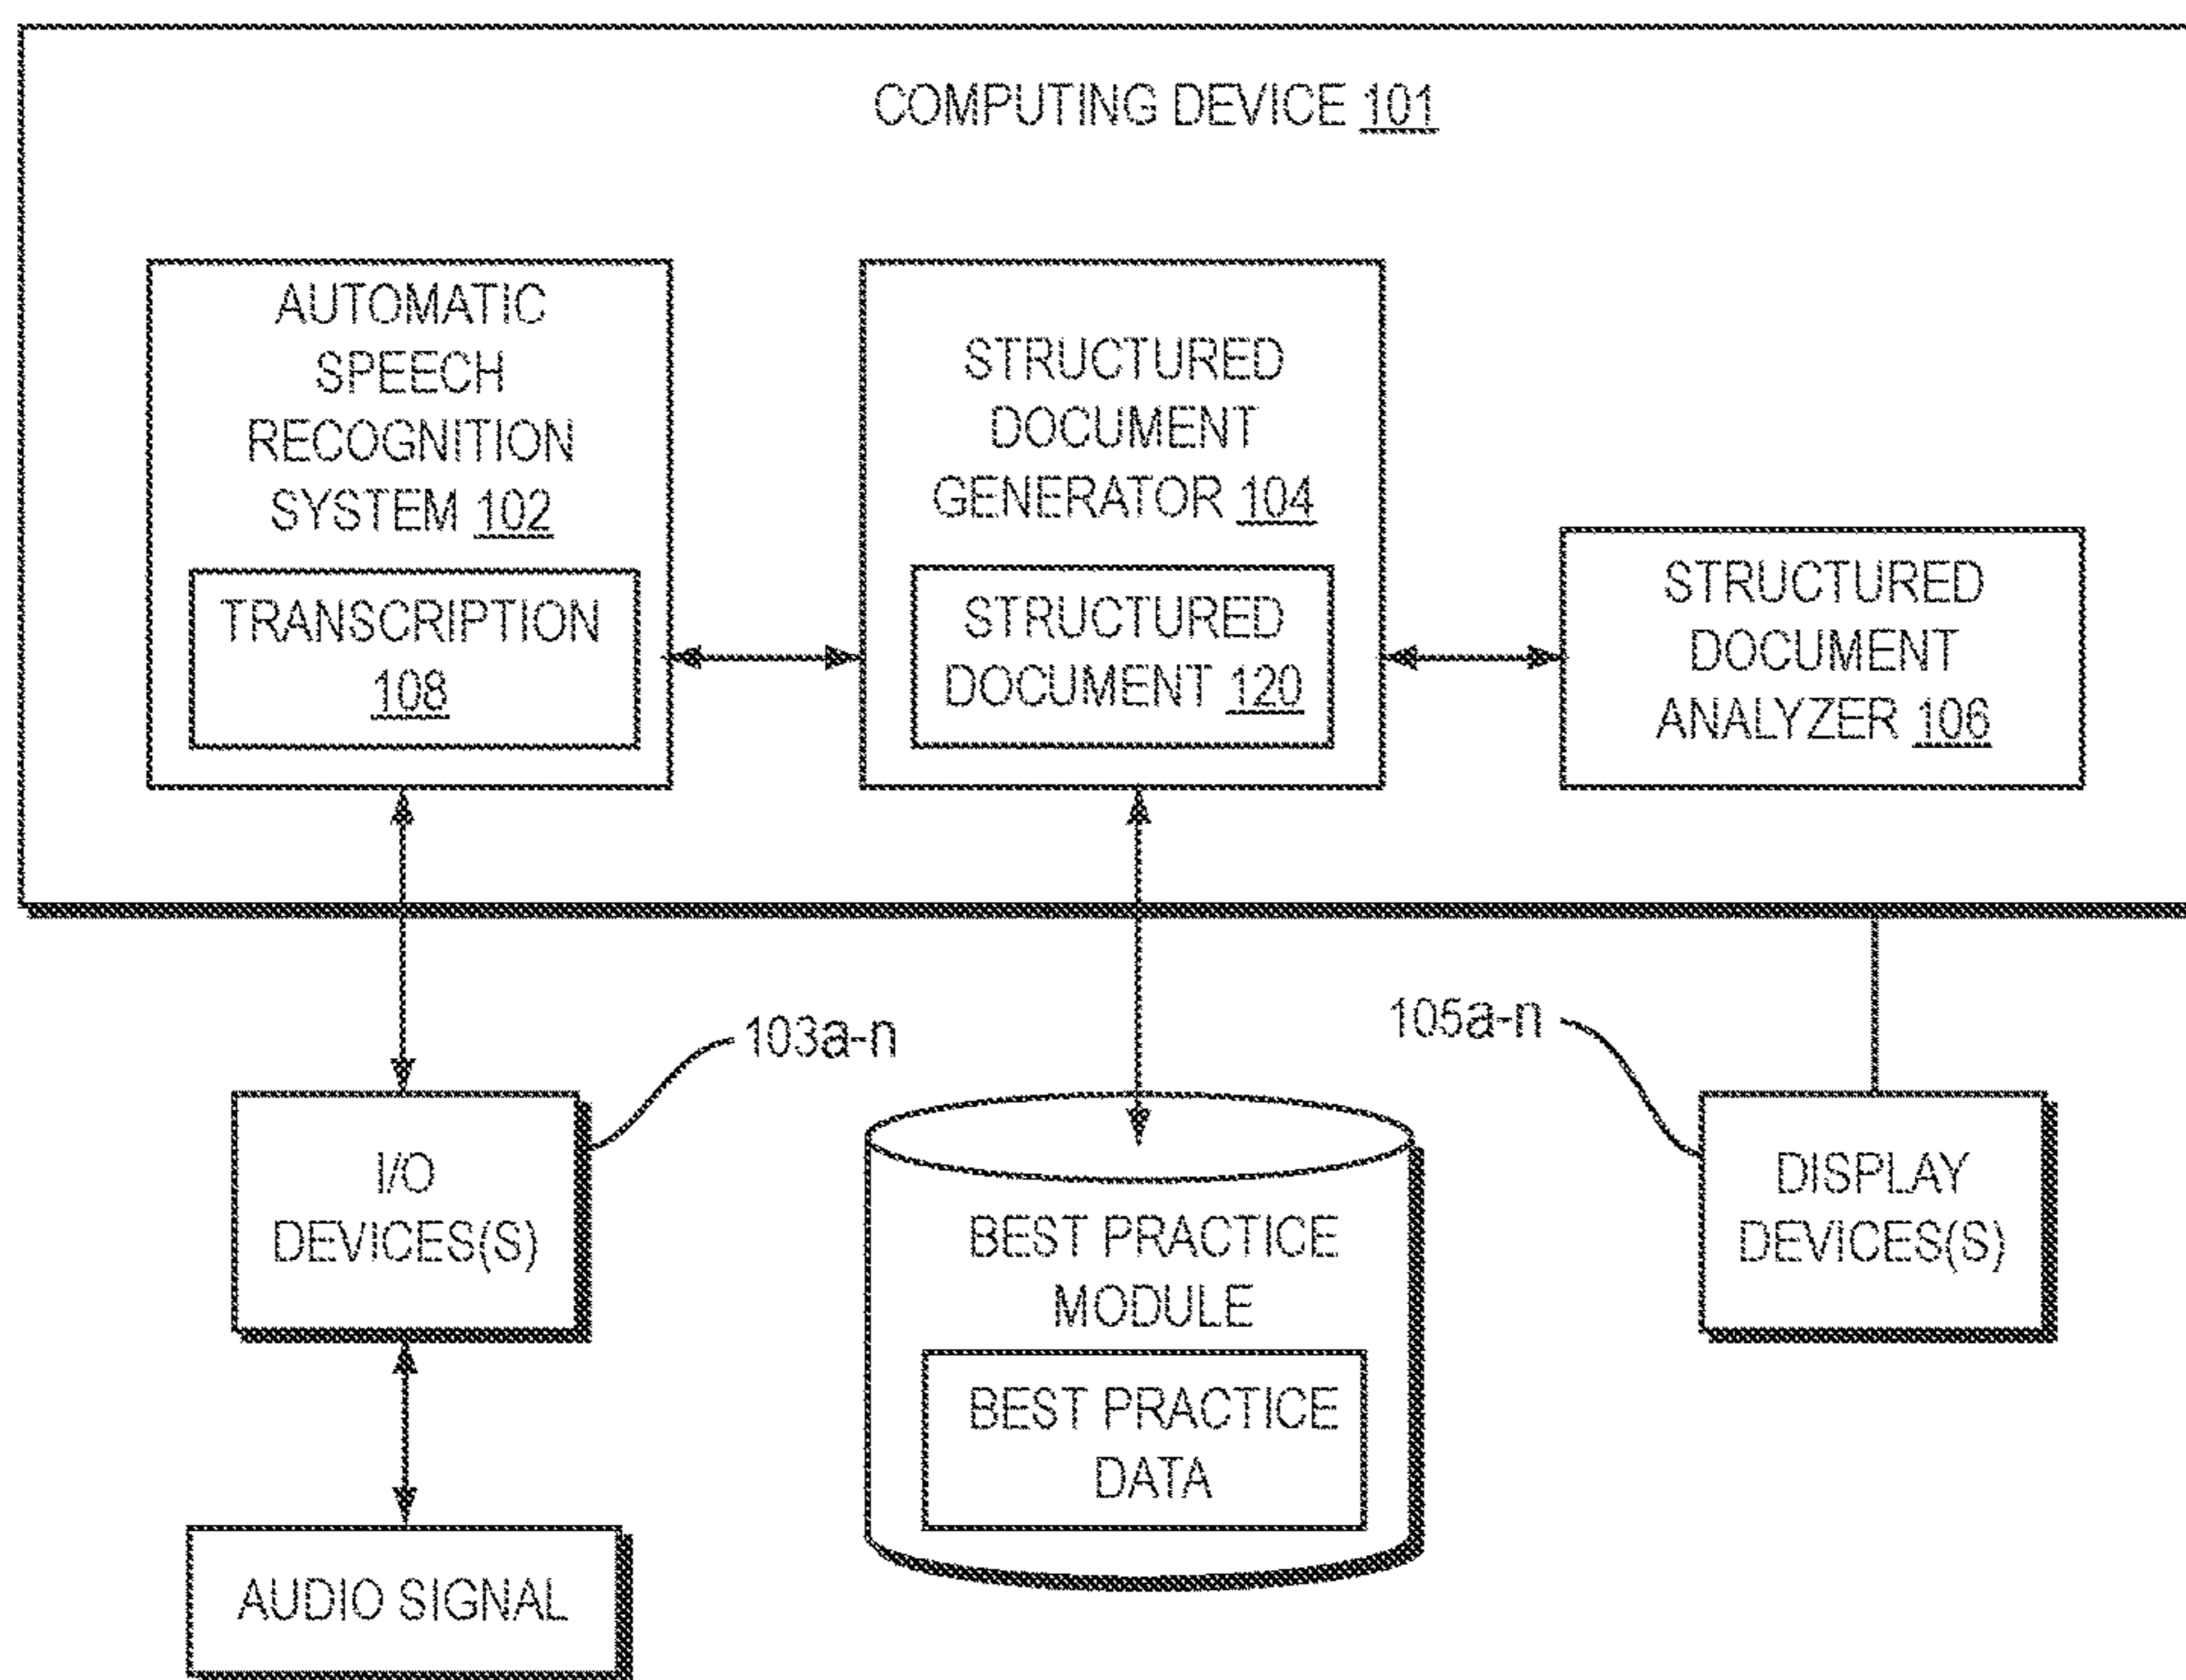 COMPUTING DEVICE 101
AUTOMATIC
SPEECH
RECOGNITION
SYSTEM 102
TRANSCRIPTION
108
STRUCTURED
DOCUMENT
GENERATOR 104
STRUCTURED
DOCUMENT 120
STRUCTURED
DOCUMENT
ANALYZER 106
103a-n
105a-n
I/O
DEVICES(S)
BEST PRACTICE
MODULE
BEST PRACTICE
DATA
DISPLAY
DEVICES(S)
AUDIO SIGNAL